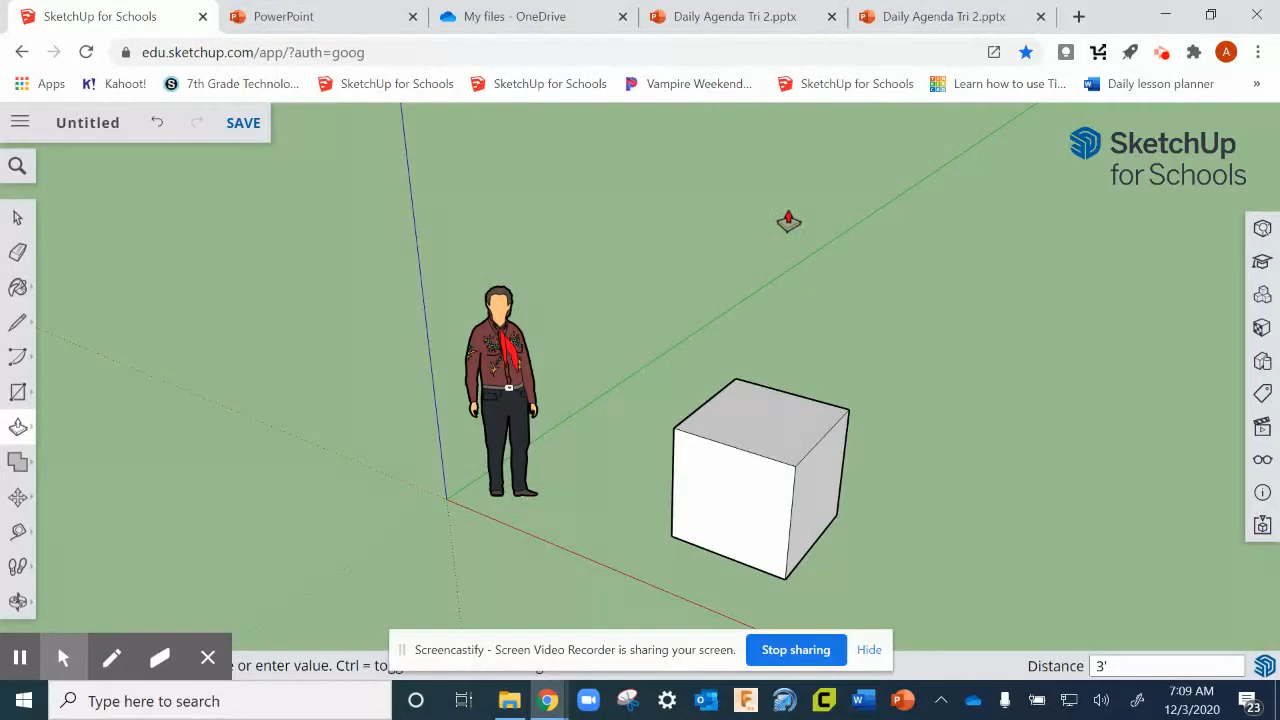 SketchUp for Schools
PowerPoint
My files - OneDrive
Daily Agenda Tri 2.pptx
Daily Agenda Tri 2.pptx
edu.sketchup.com/app/?auth=goog
A
Apps
Kahoot!
7th Grade Technolo...
SketchUp for Schools
SketchUp for Schools
Vampire Weekend...
SketchUp for Schools
Learn how to use Ti...
Daily lesson planner
»
Untitled
SAVE
SketchUp
for Schools
Screencastify - Screen Video Recorder is sharing your screen.
Stop sharing
Hide
e or enter value. Ctrl = tog
Distance
3'
Type here to search
7:09 AM
12/3/2020
23